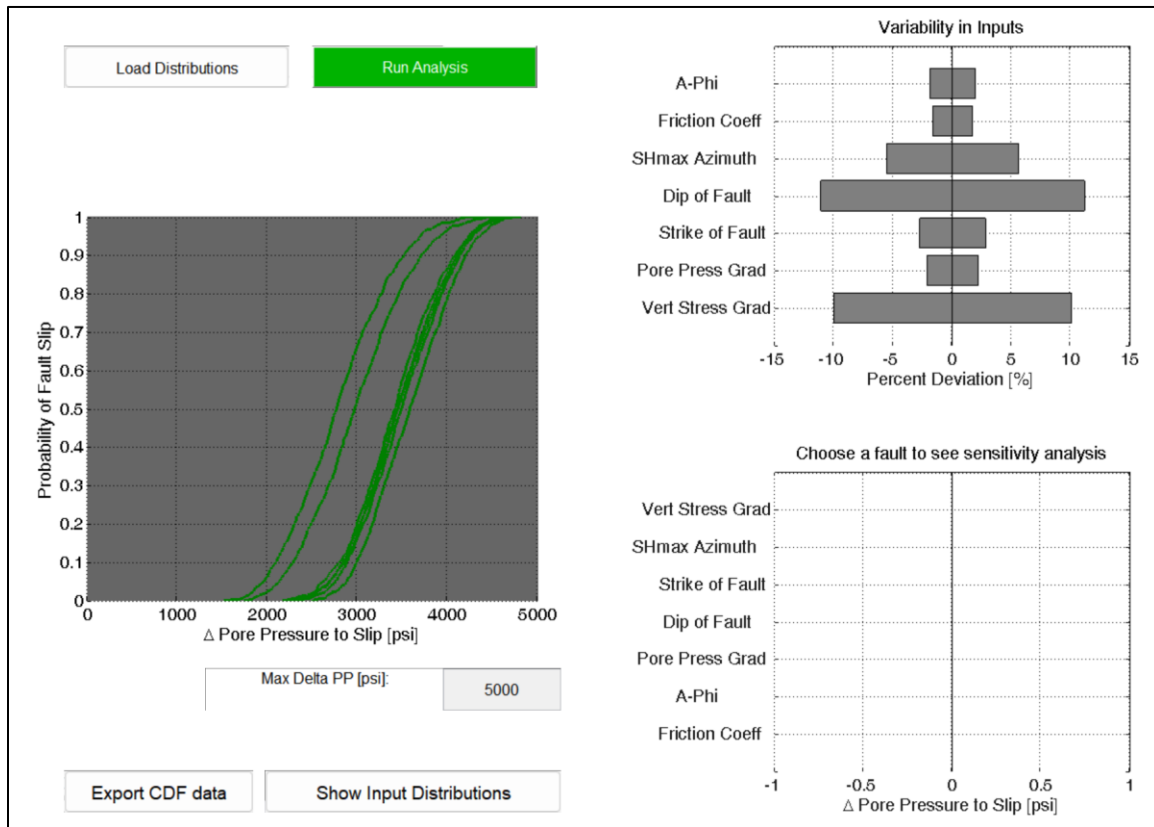 Load Distributions
Run Analysis
1
0.9
0.8
0.7
0.6
0.5
0.4
0.3
0.2
0.1
0
Probability of Fault Slip
0 1000 2000 3000 4000 5000
Δ Pore Pressure to Slip [psi]
Max Delta PP [psi]:
5000
Export CDF data
Show Input Distributions
Variability in Inputs
A-Phi
Friction Coeff
SHmax Azimuth
Dip of Fault
Strike of Fault
Pore Press Grad
Vert Stress Grad
-15 -10 -5 0 5 10 15
Percent Deviation [%]
Choose a fault to see sensitivity analysis
Vert Stress Grad
SHmax Azimuth
Strike of Fault
Dip of Fault
Pore Press Grad
A-Phi
Friction Coeff
-1 -0.5 0 0.5 1
Δ Pore Pressure to Slip [psi]